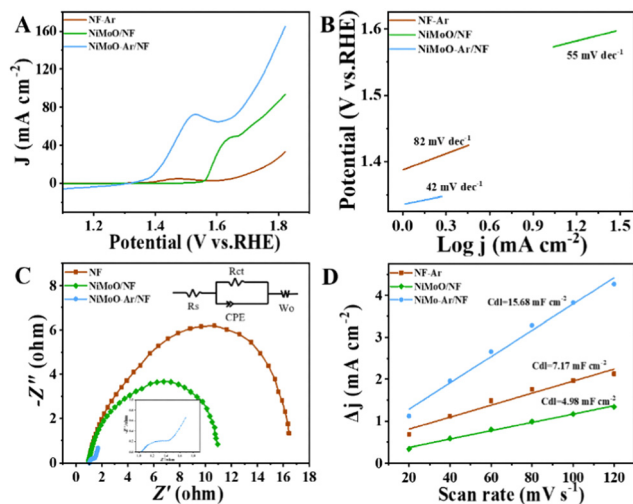 A
NF-Ar
NiMoO/NF
NiMoO-Ar/NF
160
120
80
40
0
J (mA cm-2)
1.2
1.4
1.6
1.8
Potential (V vs.RHE)
B
NF-Ar
NiMoO/NF
NiMoO-Ar/NF
55 mV dec-1
82 mV dec-1
42 mV dec-1
1.6
1.5
1.4
Potential (V vs.RHE)
0.0
0.3
0.6
0.9
1.2
1.5
Log j (mA cm-2)
C
NF
NiMoO/NF
NiMoO-Ar/NF
Rct
Rs
CPE
Wo
8
6
4
2
0
-Z'' (ohm)
0
2
4
6
8
10
12
14
16
18
Z' (ohm)
D
NF-Ar
NiMoO/NF
NiMo-Ar/NF
Cdl=15.68 mF cm-2
Cdl=7.17 mF cm-2
Cdl=4.98 mF cm-2
4
2
0
Δj (mA cm-2)
20
40
60
80
100
120
Scan rate (mV s-1)